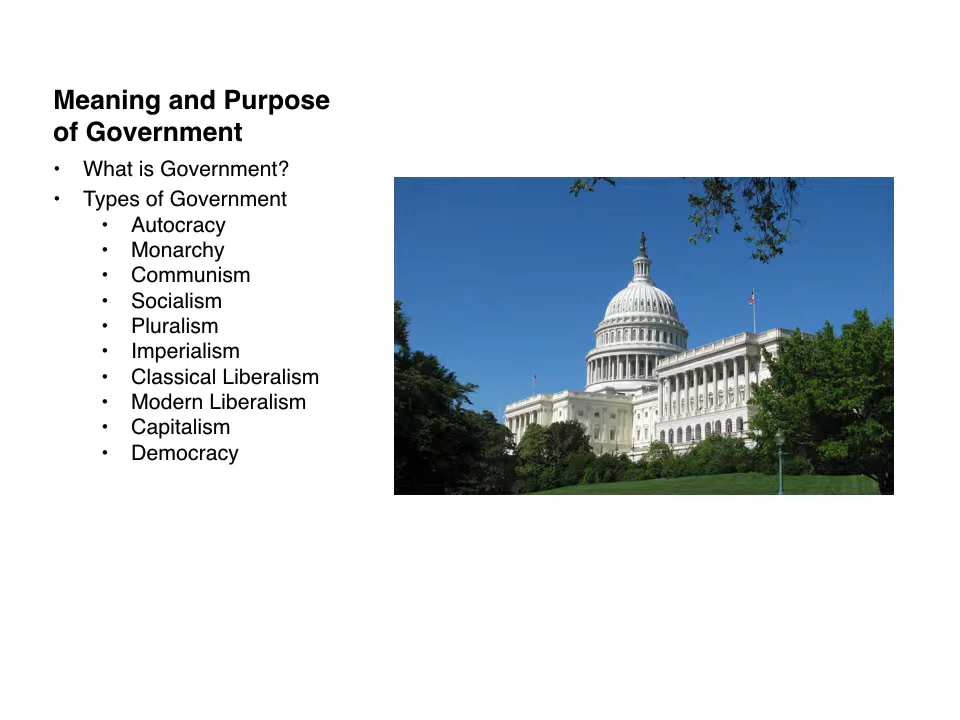 Meaning and Purpose
of Government
• What is Government?
• Types of Government
• Autocracy
• Monarchy
• Communism
• Socialism
• Pluralism
• Imperialism
• Classical Liberalism
• Modern Liberalism
• Capitalism
• Democracy